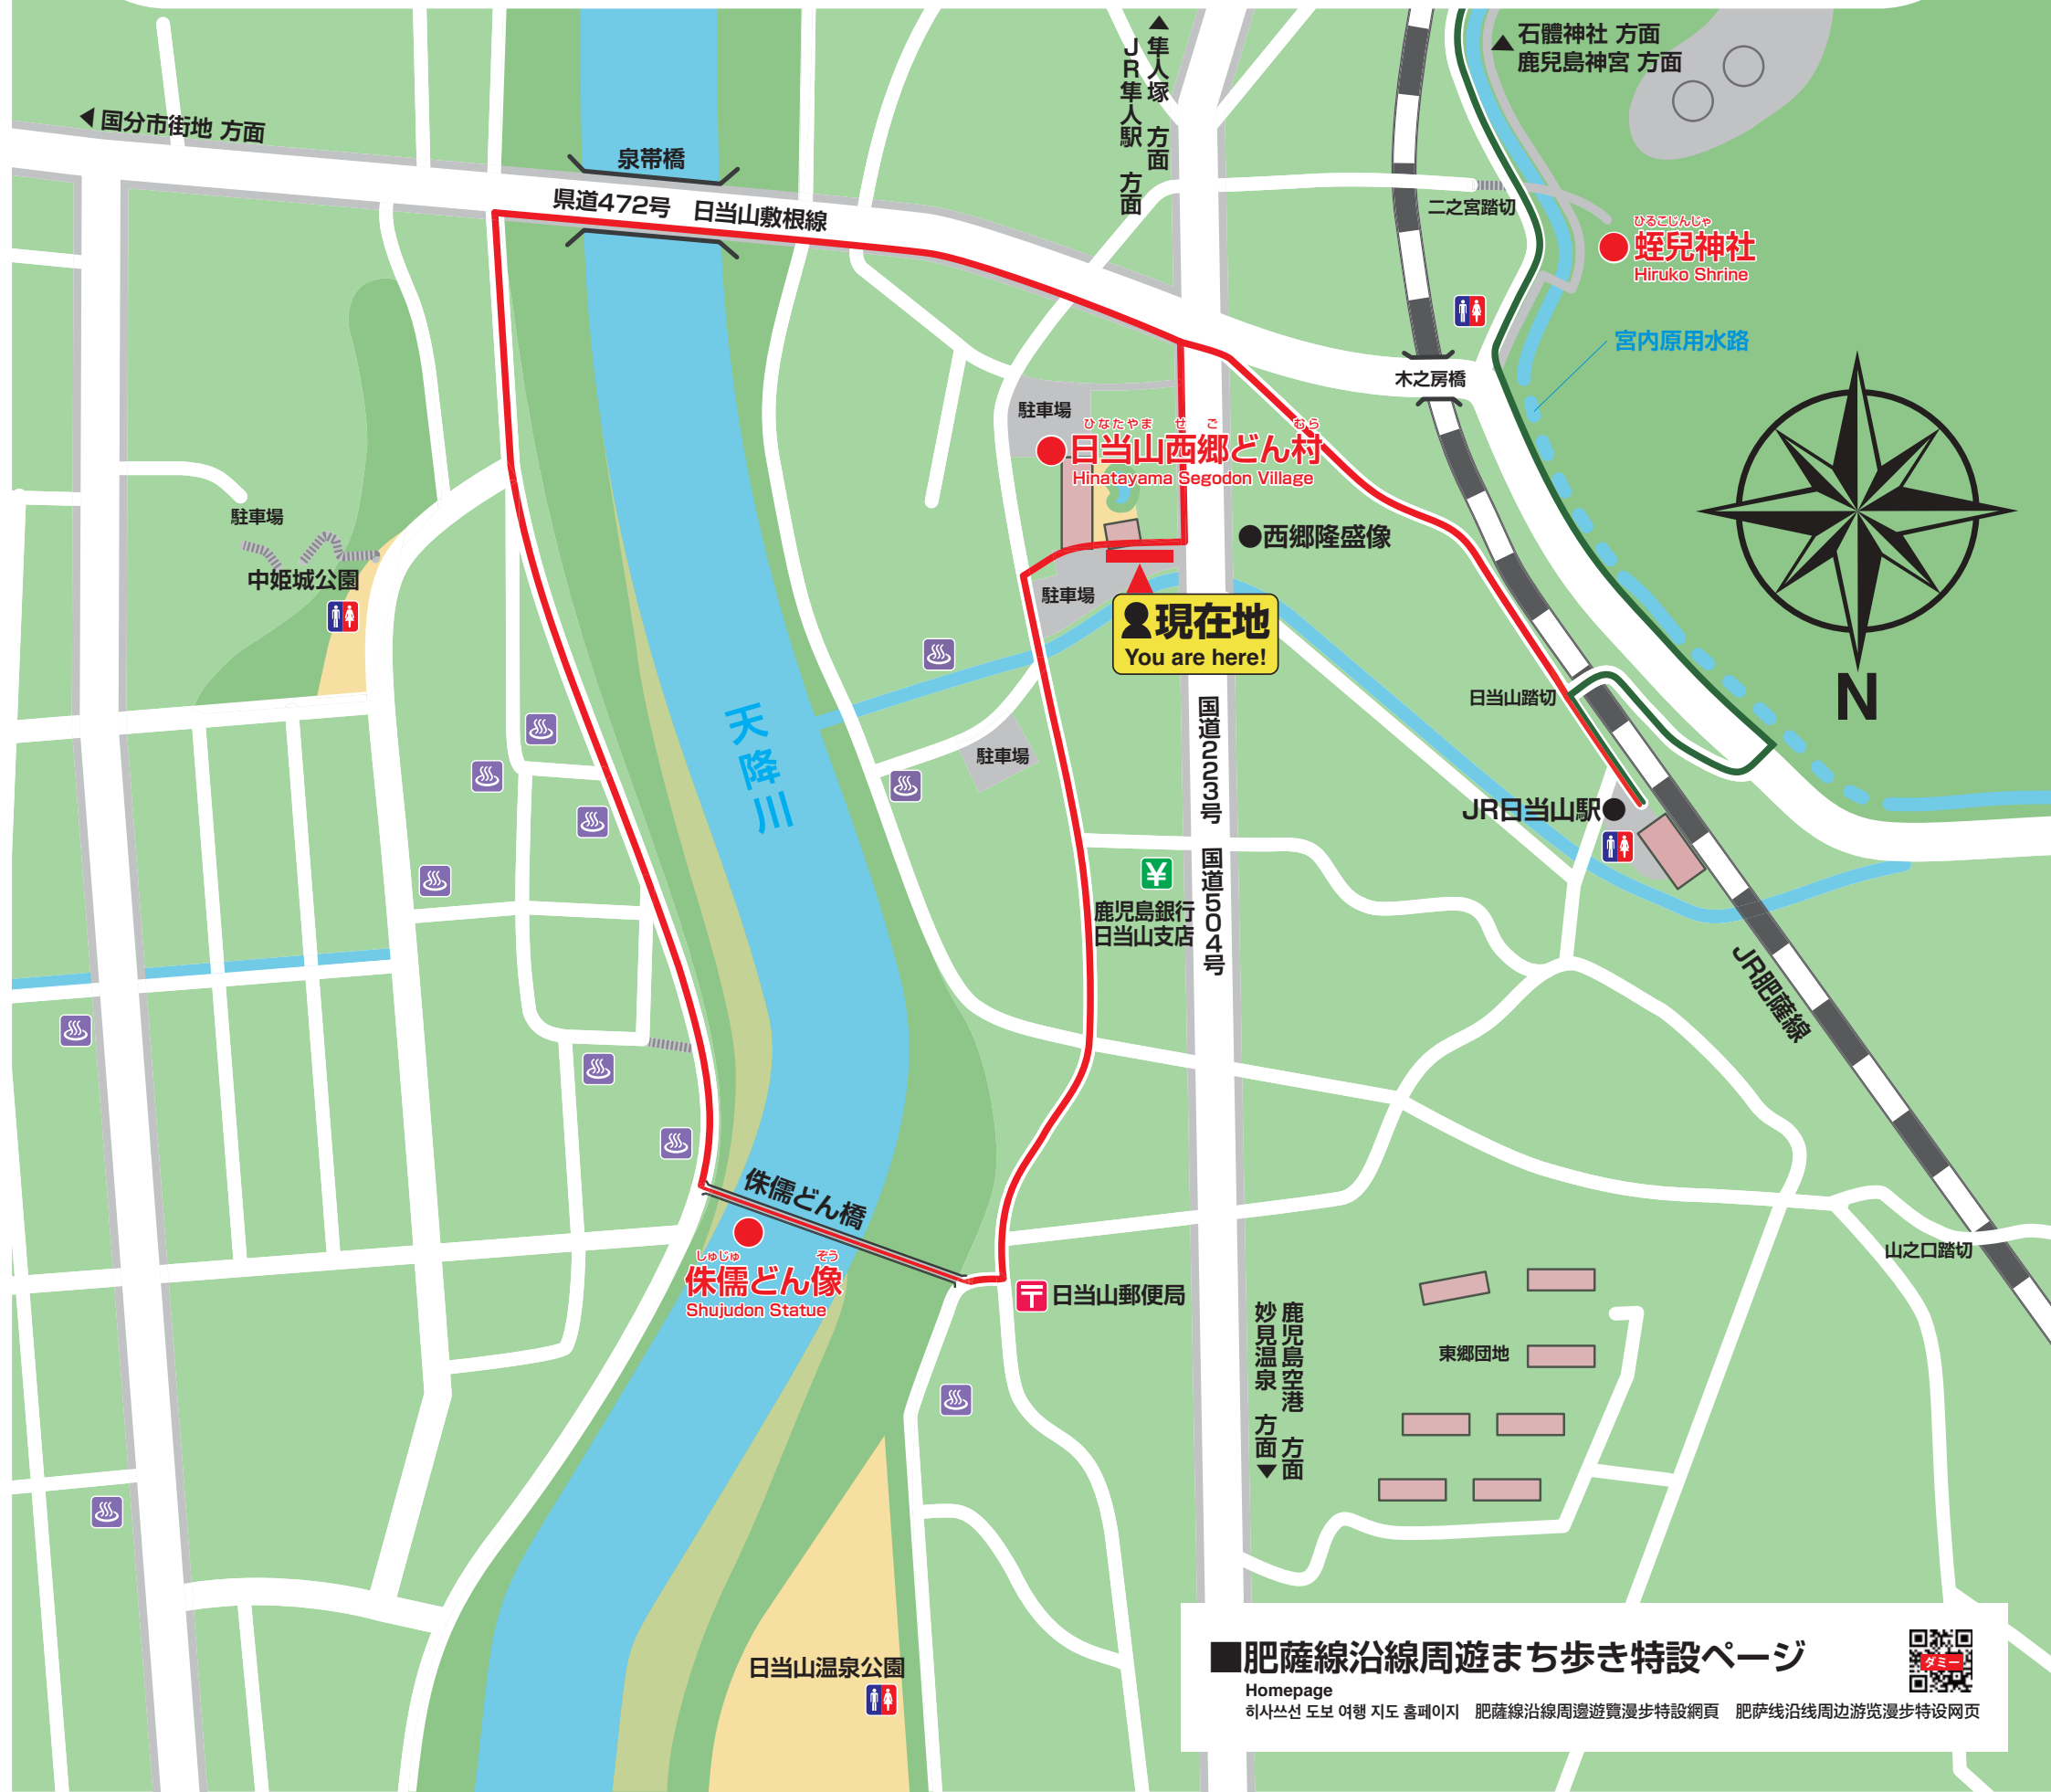 石體神社 方面
鹿兒島神宮 方面
隼人塚 方面
JR隼人駅 方面
国分市街地 方面
泉帯橋
県道472号 日当山敷根線
二之宮踏切
ひるこじんじゃ
蛭兒神社
Hiruko Shrine
宮内原用水路
木之房橋
駐車場
ひなたやま せ ご むら
日当山西郷どん村
Hinatayama Segodon Village
駐車場
中姫城公園
西郷隆盛像
駐車場
現在地
You are here!
N
日当山踏切
国道223号 国道504号
天降川
駐車場
JR日当山駅
¥
鹿児島銀行
日当山支店
JR肥薩線
侏儒どん橋
しゅじゅ ぞう
侏儒どん像
Shujudon Statue
〒
日当山郵便局
山之口踏切
鹿児島空港 方面
妙見温泉 方面
東郷団地
日当山温泉公園
■肥薩線沿線周遊まち歩き特設ページ
ダミー
Homepage
히사쓰선 도보 여행 지도 홈페이지 肥薩線沿線周邊遊覽漫步特設網頁 肥萨线沿线周边游览漫步特设网页